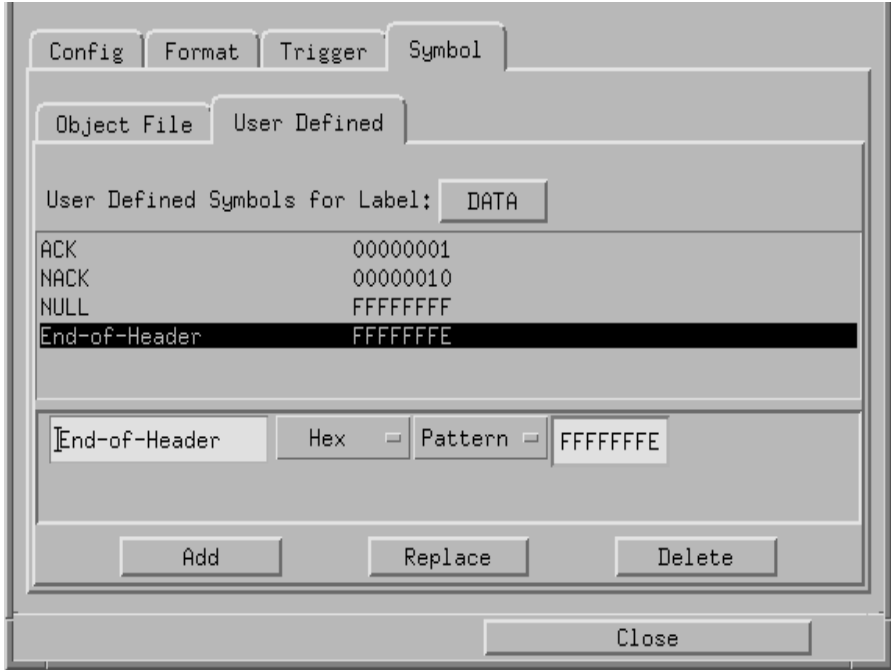 Config Format Trigger Symbol
Object File User Defined
User Defined Symbols for Label: DATA
ACK 00000001
NACK 00000010
NULL FFFFFFFF
End-of-Header FFFFFFFE
End-of-Header Hex Pattern FFFFFFFE
Add Replace Delete
Close